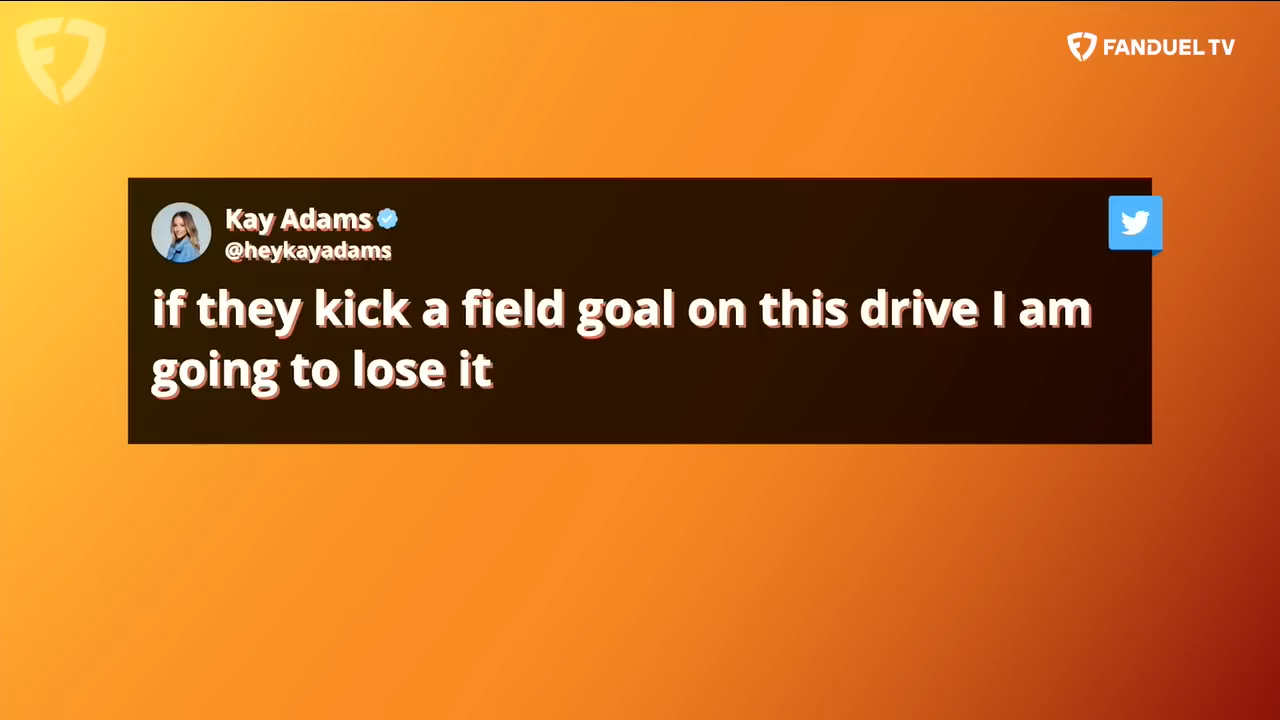 FANDUEL TV
Kay Adams
@heykayadams
if they kick a field goal on this drive I am
going to lose it